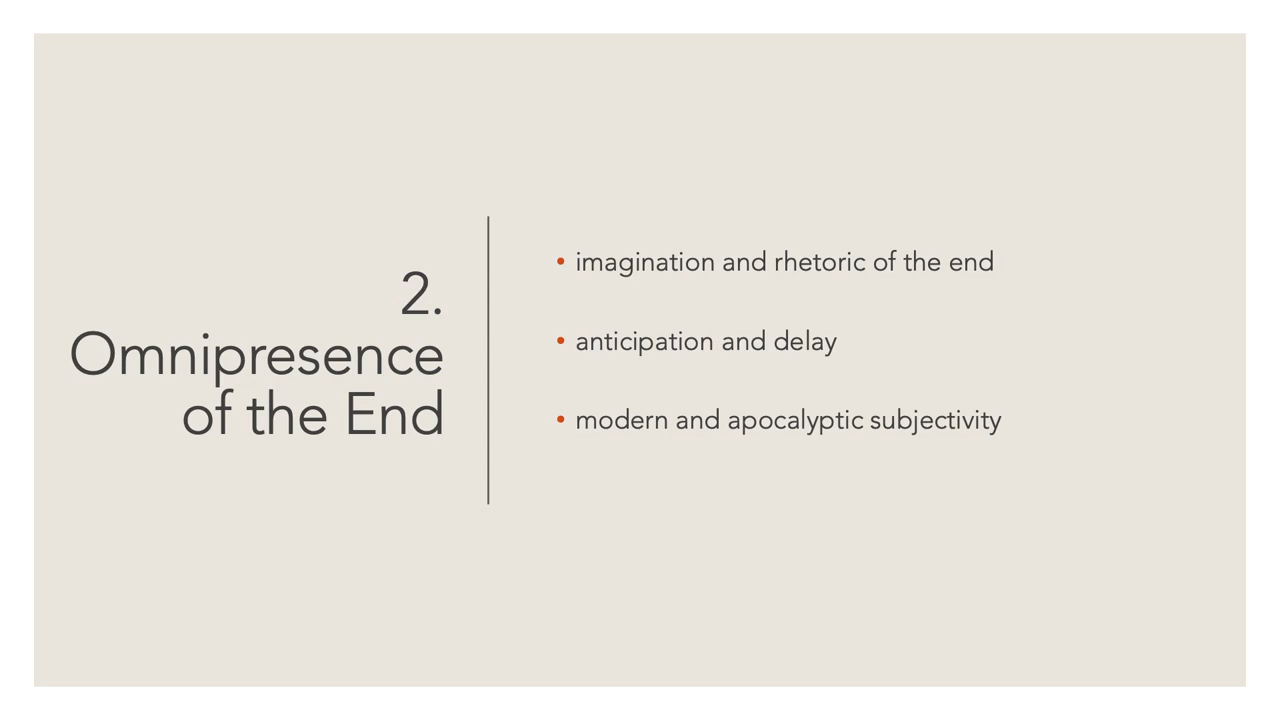 2.
Omnipresence
of the End
• imagination and rhetoric of the end
• anticipation and delay
• modern and apocalyptic subjectivity